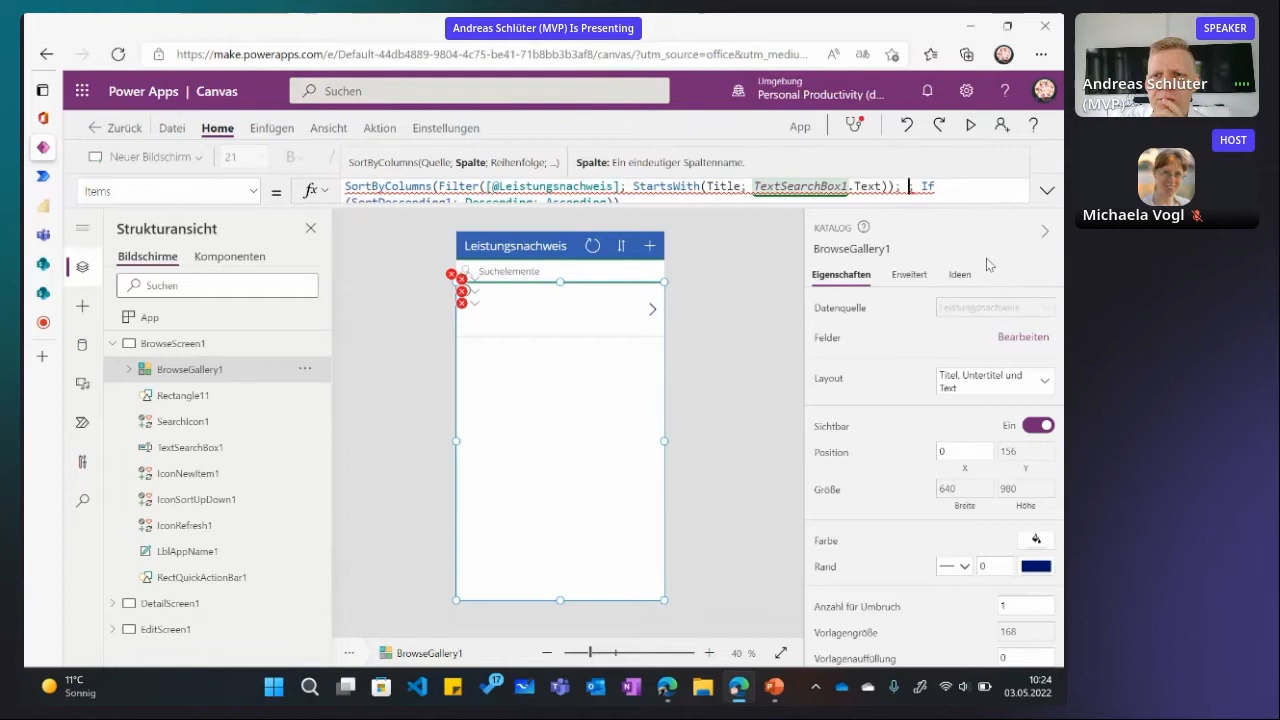 Andreas Schlüter (MVP) Is Presenting
https://make.powerapps.com/e/Default-44db4889-9804-4c75-be41-71b8bb3b3af8/canvas/?utm_source=office&utm_mediu...
Power Apps | Canvas
Suchen
Umgebung
Personal Productivity (d...
Zurück Datei Home Einfügen Ansicht Aktion Einstellungen App
Neuer Bildschirm 21 B
SortByColumns(Quelle; Spalte; Reihenfolge; ...) Spalte: Ein eindeutiger Spaltenname.
Items = fx SortByColumns(Filter([@Leistungsnachweis]; StartsWith(Title; TextSearchBox1.Text)); ; If
(SortDescending1; Descending; Ascending))
Strukturansicht
Bildschirme Komponenten
Suchen
App
BrowseScreen1
BrowseGallery1
Rectangle11
SearchIcon1
TextSearchBox1
IconNewItem1
IconSortUpDown1
IconRefresh1
LblAppName1
RectQuickActionBar1
DetailScreen1
EditScreen1
Leistungsnachweis
Suchelemente
BrowseGallery1
40 %
KATALOG
BrowseGallery1
Eigenschaften Erweitert Ideen
Datenquelle Leistungsnachweis
Felder Bearbeiten
Layout Titel, Untertitel und
Text
Sichtbar Ein
Position 0 156
X Y
Größe 640 980
Breite Höhe
Farbe
Rand 0
Anzahl für Umbruch 1
Vorlagengröße 168
Vorlagenauffüllung 0
11°C
Sonnig
17
10:24
03.05.2022
SPEAKER
Andreas Schlüter
(MVP)
HOST
Michaela Vogl